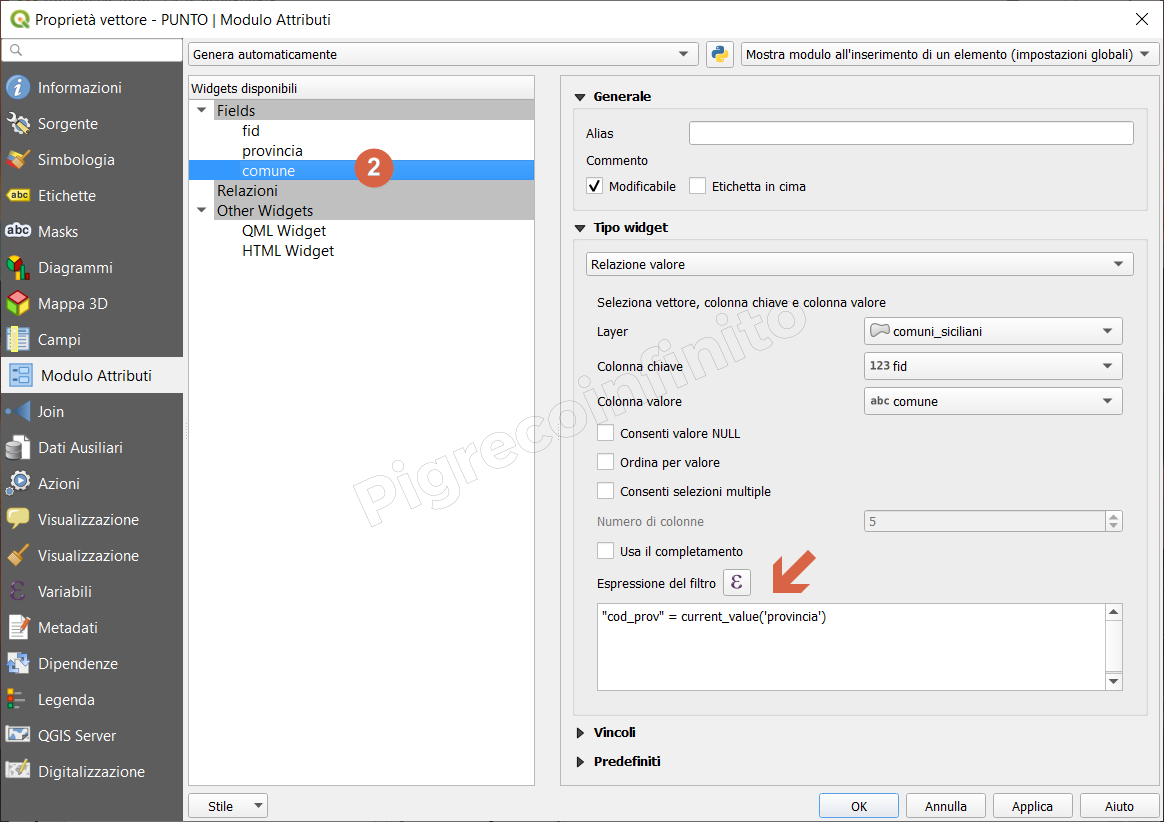 Proprietà vettore - PUNTO | Modulo Attributi
Informazioni
Sorgente
Simbologia
abc Etichette
abc Masks
Diagrammi
Mappa 3D
Campi
Modulo Attributi
Join
Dati Ausiliari
Azioni
Visualizzazione
Visualizzazione
Variabili
Metadati
Dipendenze
Legenda
QGIS Server
Digitalizzazione
Genera automaticamente
Mostra modulo all'inserimento di un elemento (impostazioni globali)
Widgets disponibili
Fields
fid
provincia
comune
2
Relazioni
Other Widgets
QML Widget
HTML Widget
Generale
Alias
Commento
Modificabile
Etichetta in cima
Tipo widget
Relazione valore
Seleziona vettore, colonna chiave e colonna valore
Layer
comuni_siciliani
Colonna chiave
123 fid
Colonna valore
abc comune
Consenti valore NULL
Ordina per valore
Consenti selezioni multiple
Numero di colonne
5
Usa il completamento
Espressione del filtro
ε
"cod_prov" = current_value('provincia')
Vincoli
Predefiniti
Pigrecoinfinito
Stile
OK
Annulla
Applica
Aiuto